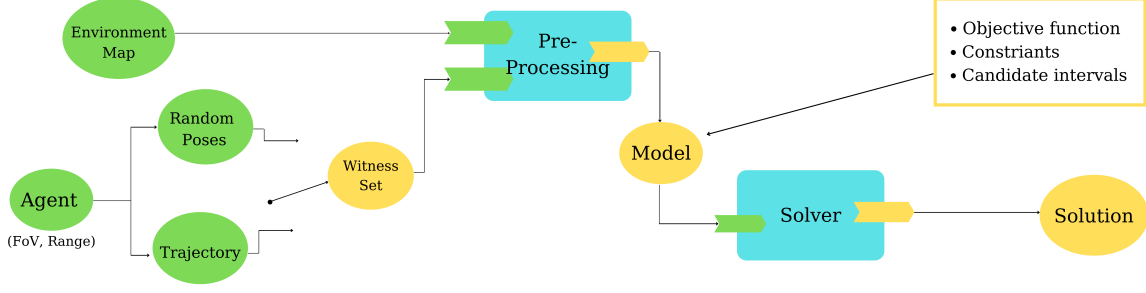 Environment
Map
Pre-
Processing
• Objective function
• Constriants
• Candidate intervals
Random
Poses
Model
Witness
Set
Agent
(FoV, Range)
Trajectory
Solver
Solution